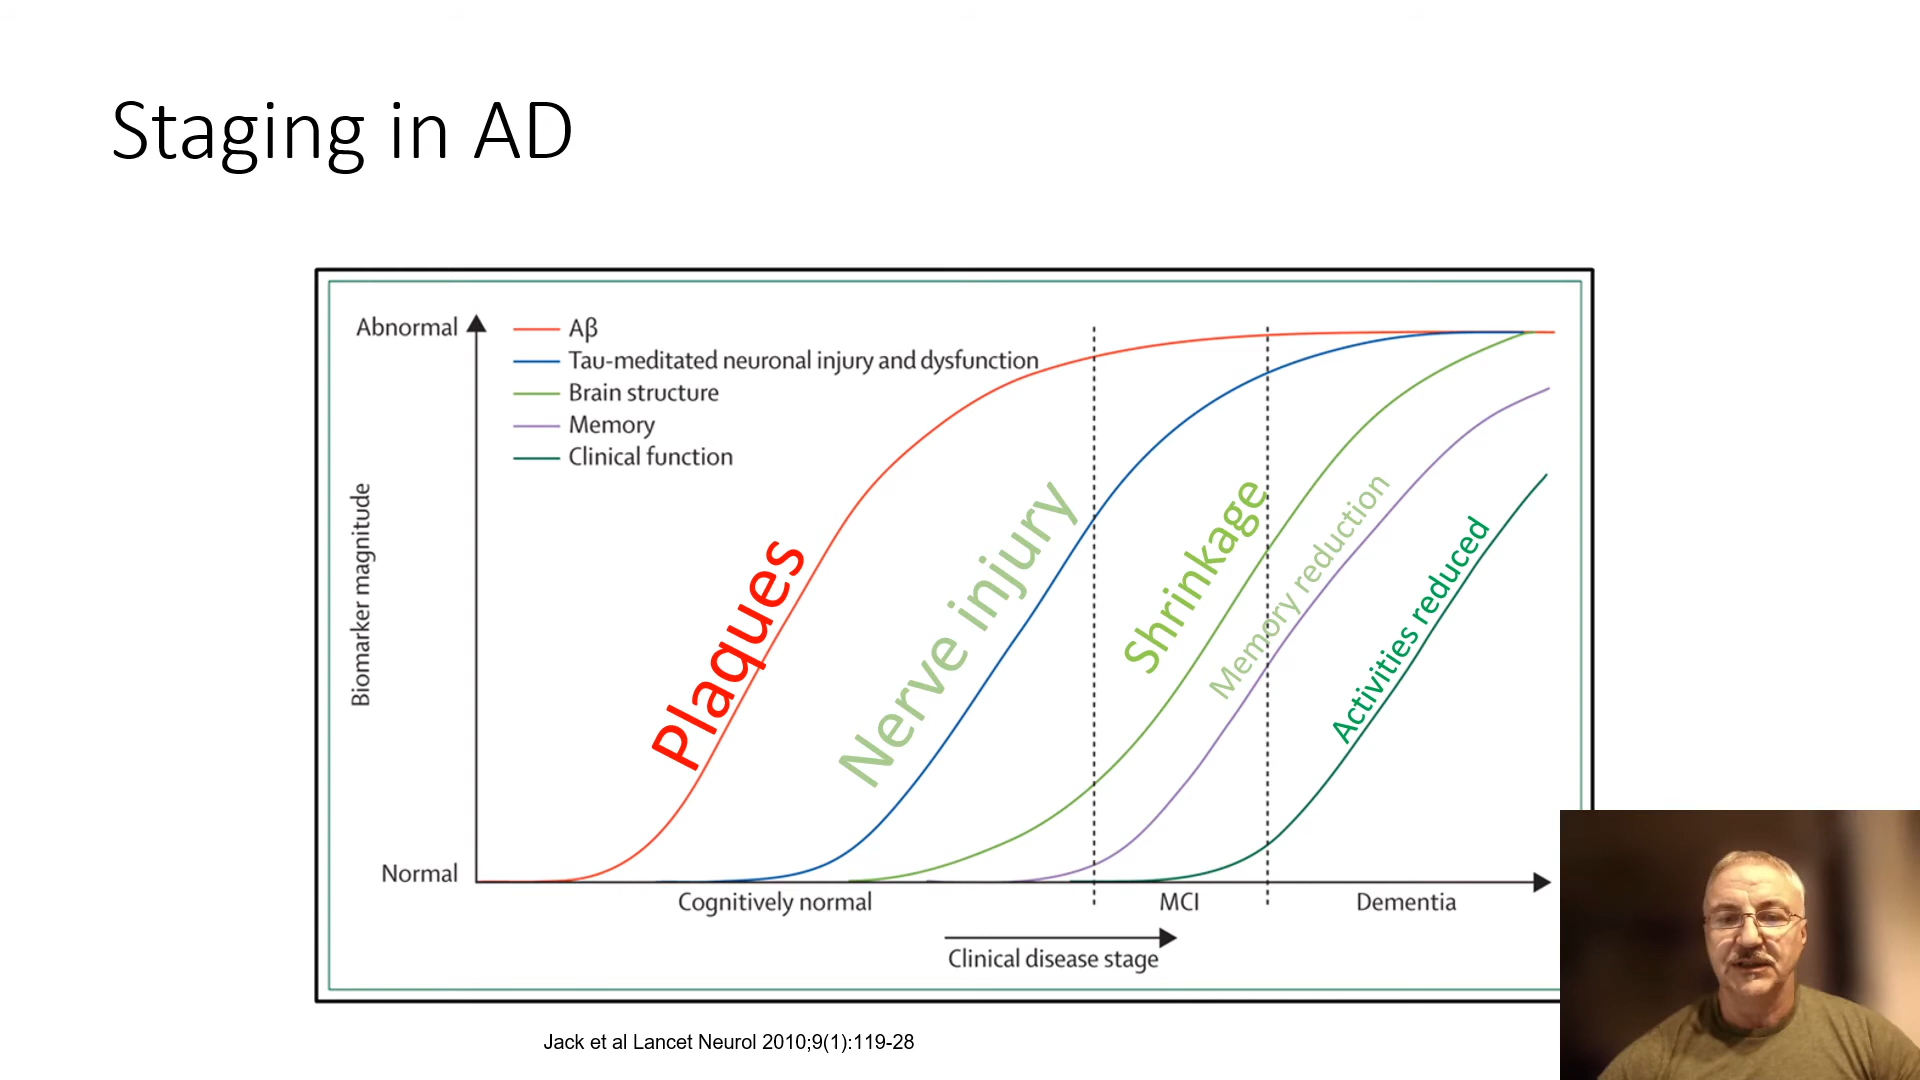 Staging in AD
Abnormal
Aβ
Tau-meditated neuronal injury and dysfunction
Brain structure
Memory
Clinical function
Biomarker magnitude
Plaques
Nerve injury
Shrinkage
Memory reduction
Activities reduced
Normal
Cognitively normal
MCI
Dementia
Clinical disease stage
Jack et al Lancet Neurol 2010;9(1):119-28